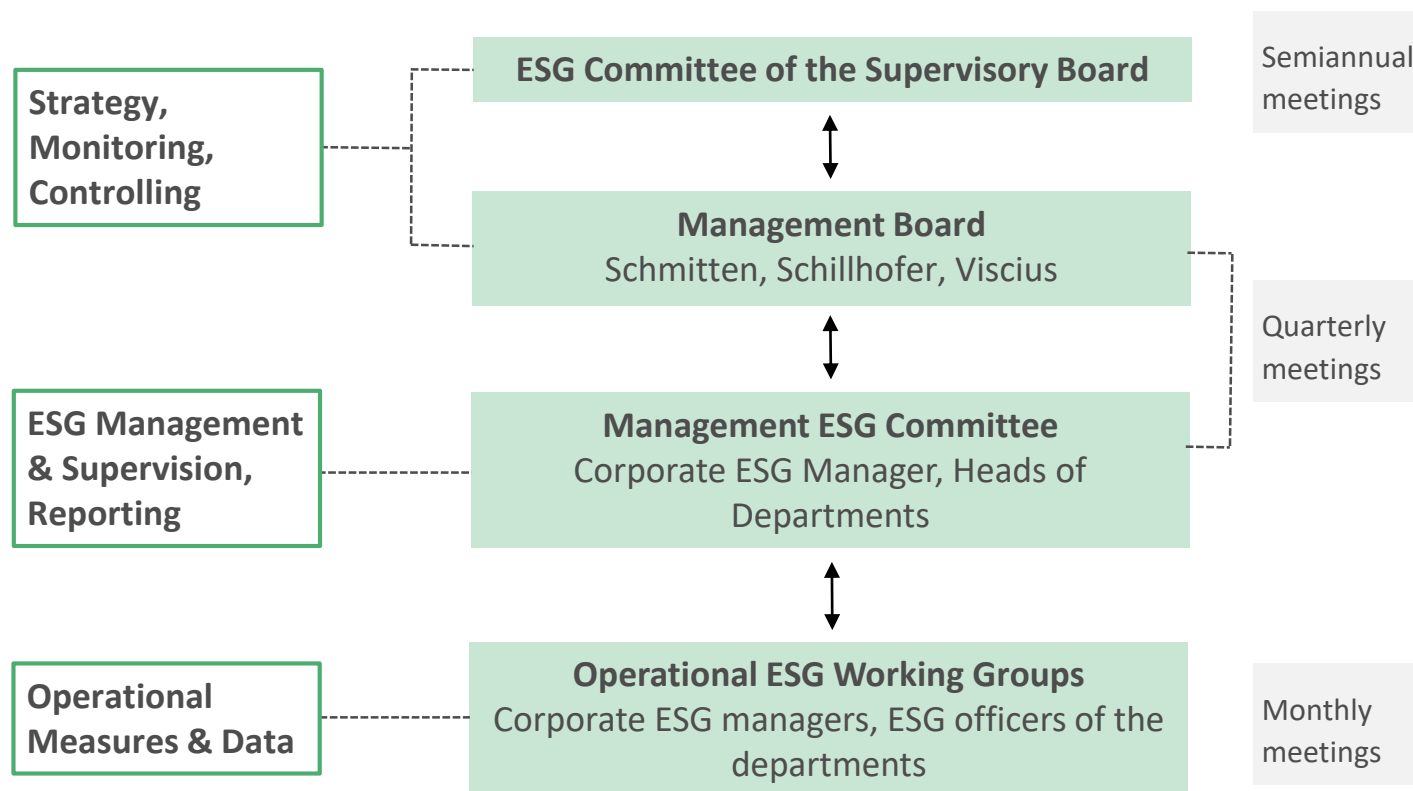 ESG Committee of the Supervisory Board
Semiannual
meetings
Strategy,
Monitoring,
Controlling
Management Board
Schmitten, Schillhofer, Viscius
Quarterly
meetings
ESG Management
& Supervision,
Reporting
Management ESG Committee
Corporate ESG Manager, Heads of
Departments
Operational
Measures & Data
Operational ESG Working Groups
Corporate ESG managers, ESG officers of the
departments
Monthly
meetings